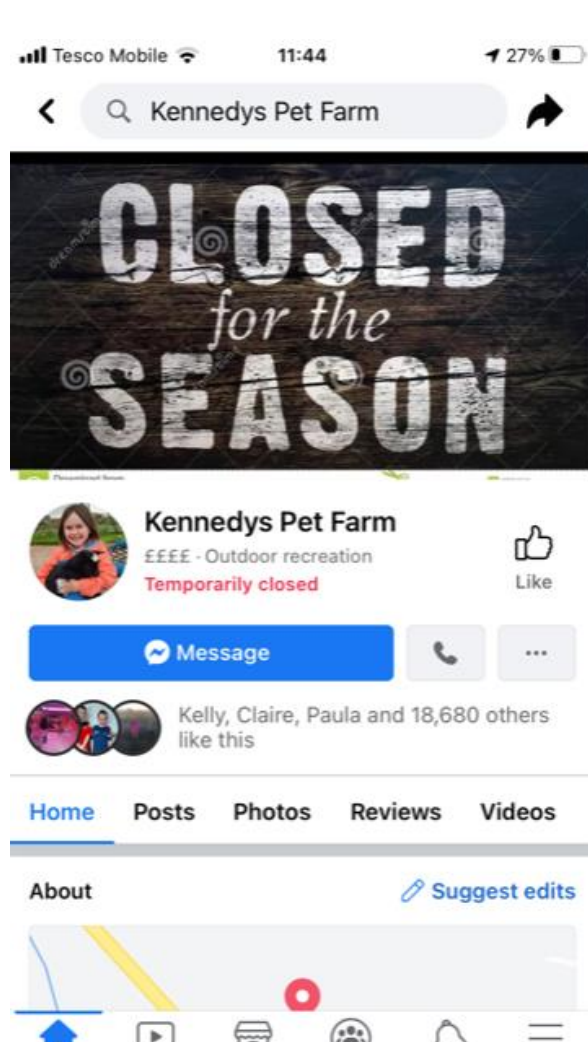 Tesco Mobile 11:44 27%
Kennedys Pet Farm
CLOSED
for the
SEASON
Kennedys Pet Farm
££££ · Outdoor recreation
Temporarily closed
Like
Message
Kelly, Claire, Paula and 18,680 others
like this
Home Posts Photos Reviews Videos
About Suggest edits